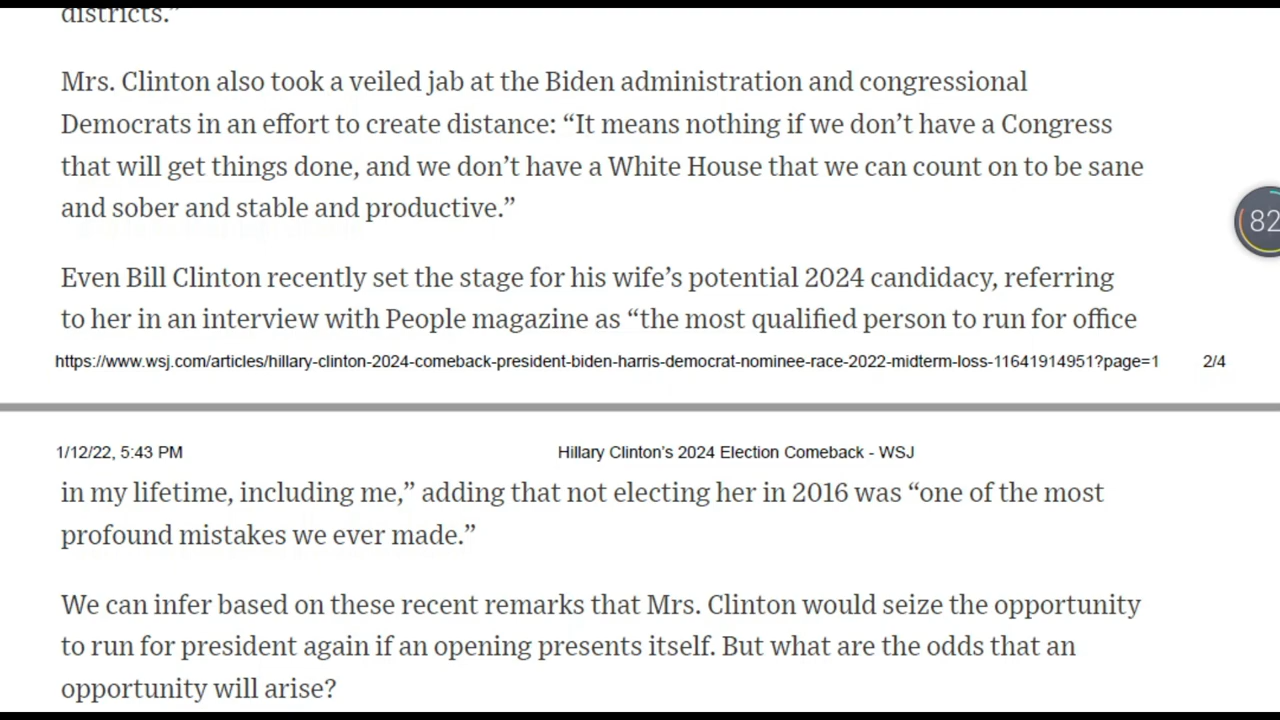 districts.”
Mrs. Clinton also took a veiled jab at the Biden administration and congressional
Democrats in an effort to create distance: “It means nothing if we don’t have a Congress
that will get things done, and we don’t have a White House that we can count on to be sane
and sober and stable and productive.”
82
Even Bill Clinton recently set the stage for his wife’s potential 2024 candidacy, referring
to her in an interview with People magazine as “the most qualified person to run for office
https://www.wsj.com/articles/hillary-clinton-2024-comeback-president-biden-harris-democrat-nominee-race-2022-midterm-loss-11641914951?page=1 2/4
1/12/22, 5:43 PM Hillary Clinton’s 2024 Election Comeback - WSJ
in my lifetime, including me,” adding that not electing her in 2016 was “one of the most
profound mistakes we ever made.”
We can infer based on these recent remarks that Mrs. Clinton would seize the opportunity
to run for president again if an opening presents itself. But what are the odds that an
opportunity will arise?